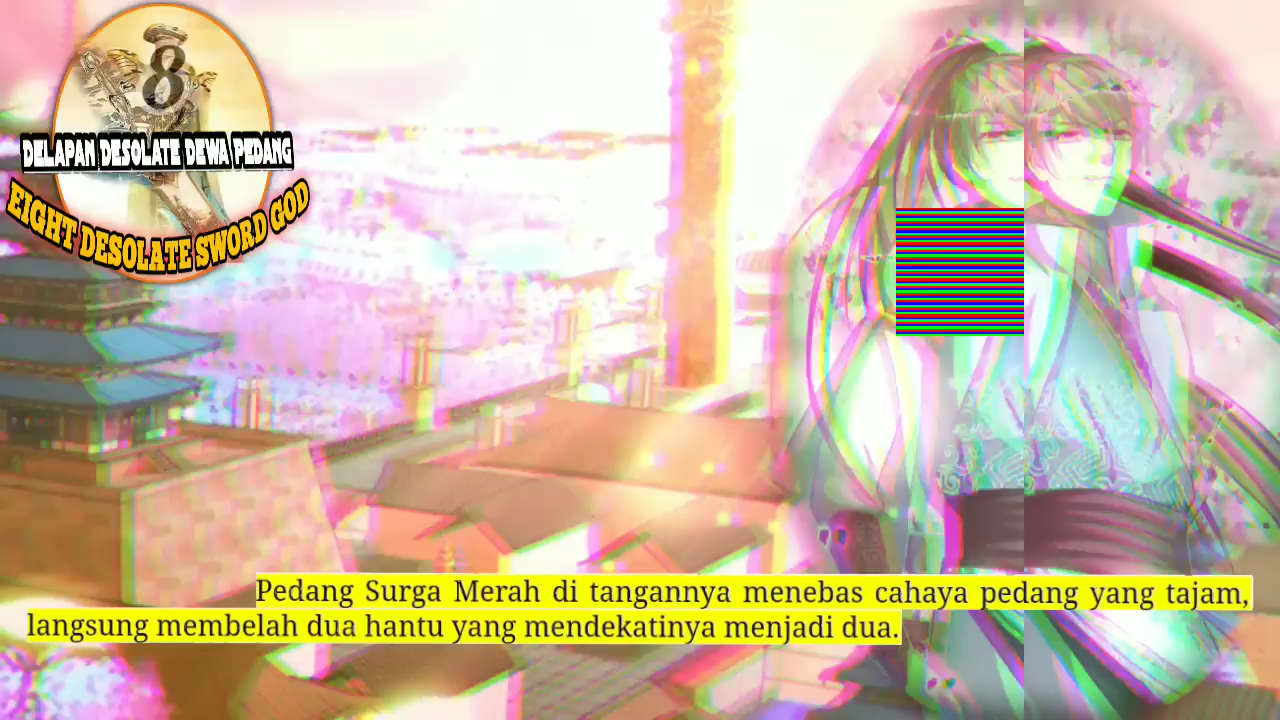 8
DELAPAN DESOLATE DEWA PEDANG
EIGHT DESOLATE SWORD GOD
Pedang Surga Merah di tangannya menebas cahaya pedang yang tajam,
langsung membelah dua hantu yang mendekatinya menjadi dua.